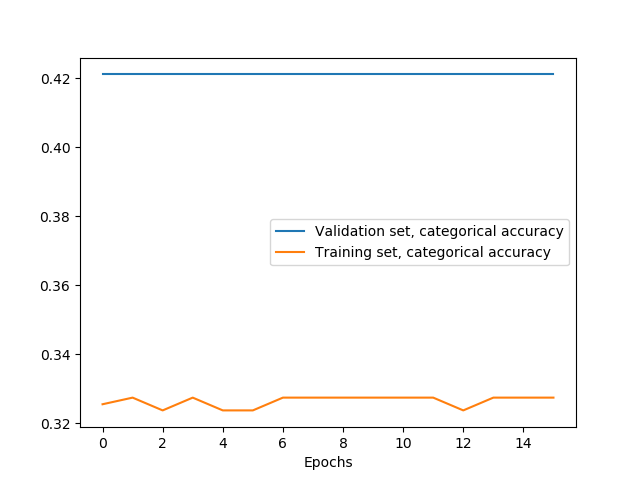 0.42
0.40
0.38
0.36
0.34
0.32
Validation set, categorical accuracy
Training set, categorical accuracy
0 2 4 6 8 10 12 14
Epochs